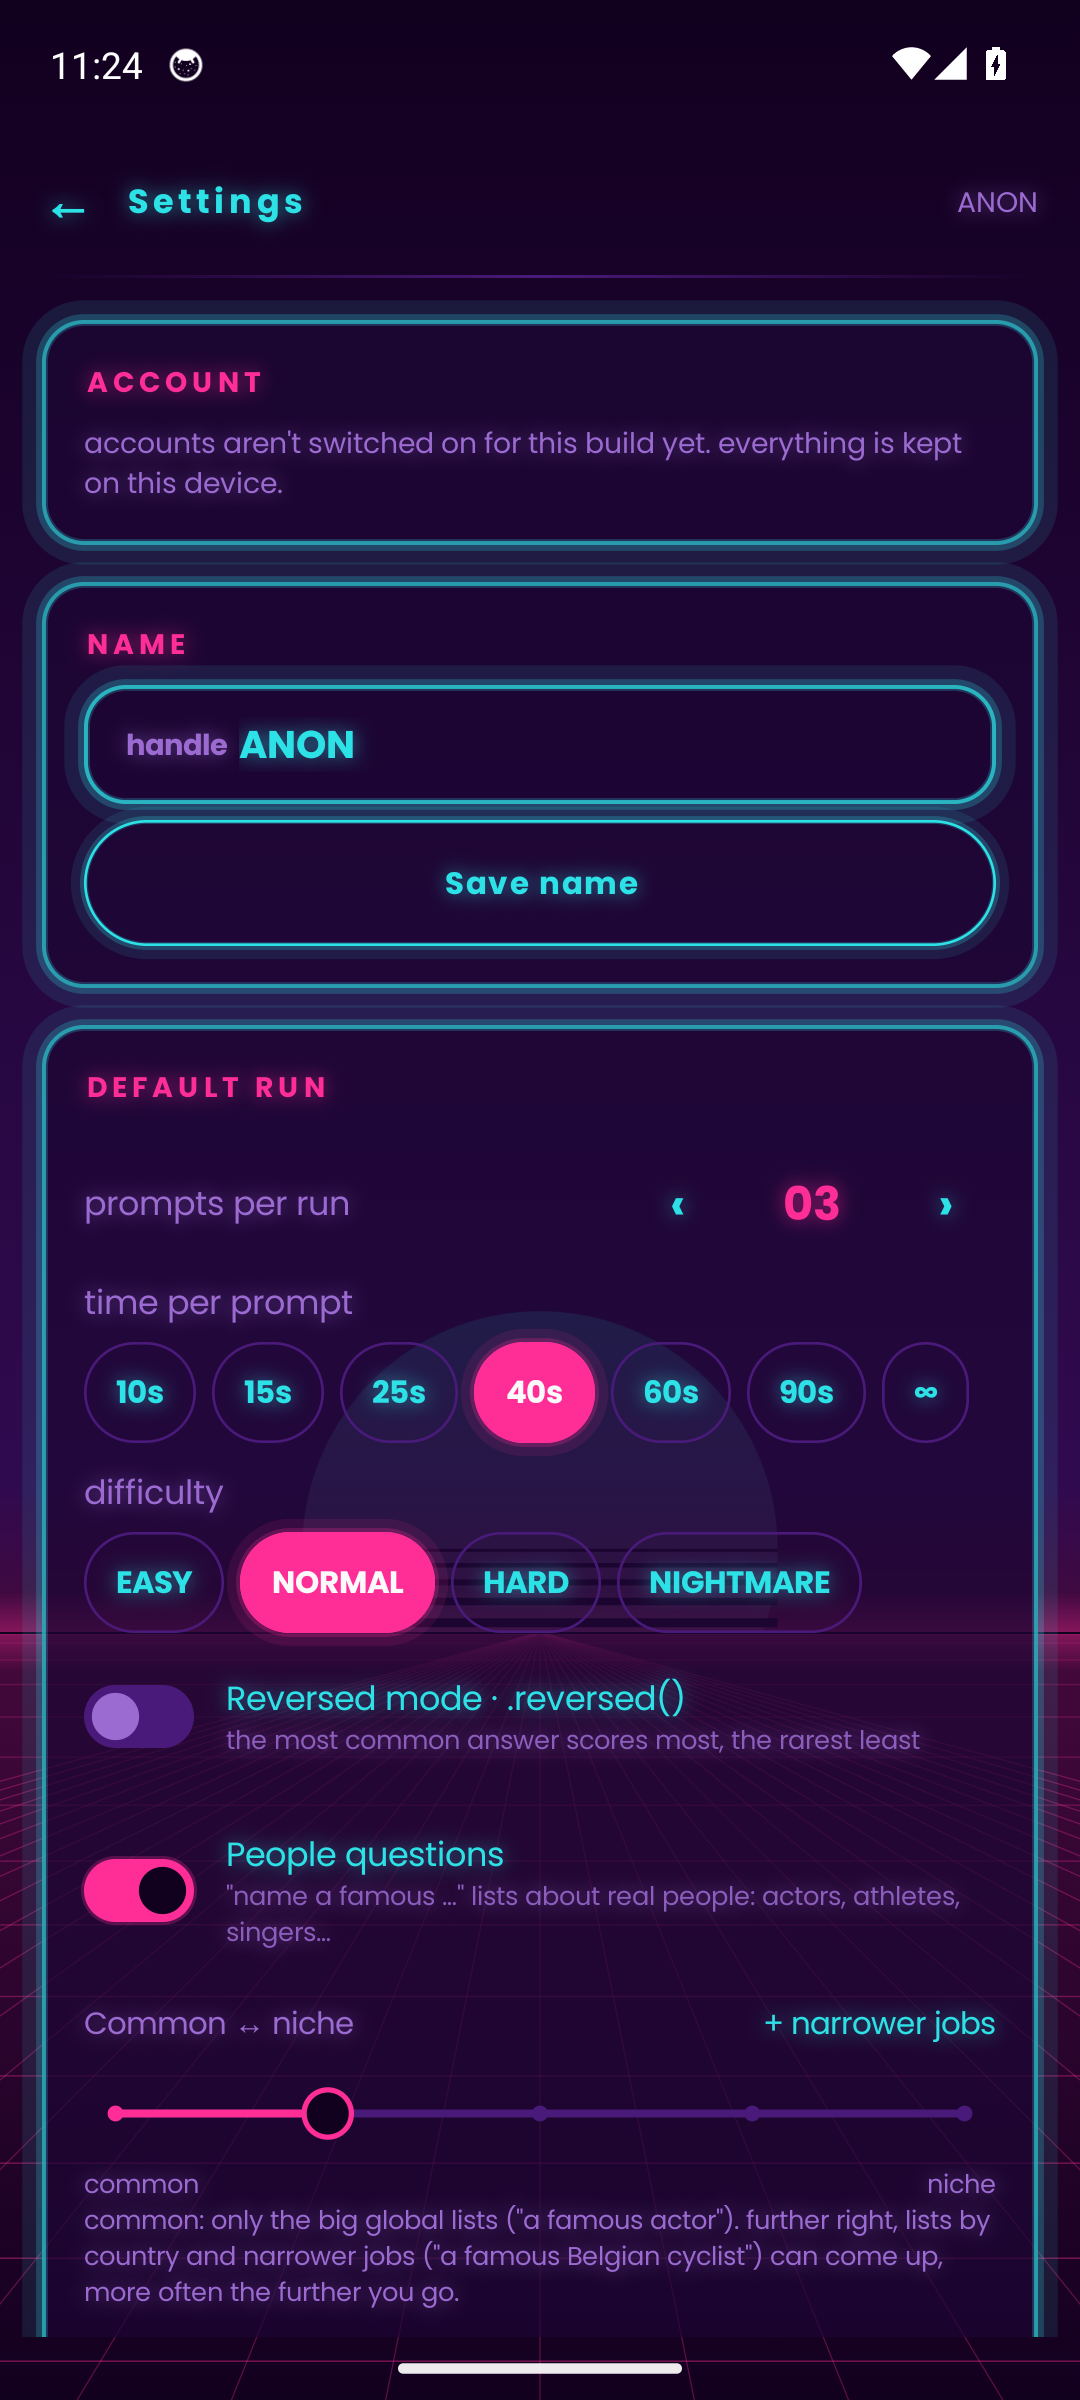 11:24
← Settings
ANON
ACCOUNT
accounts aren't switched on for this build yet. everything is kept
on this device.
NAME
handle ANON
Save name
DEFAULT RUN
prompts per run ‹ 03 ›
time per prompt
10s 15s 25s 40s 60s 90s ∞
difficulty
EASY NORMAL HARD NIGHTMARE
Reversed mode · .reversed()
the most common answer scores most, the rarest least
People questions
"name a famous ..." lists about real people: actors, athletes,
singers...
Common ↔ niche + narrower jobs
common niche
common: only the big global lists ("a famous actor"). further right, lists by
country and narrower jobs ("a famous Belgian cyclist") can come up,
more often the further you go.